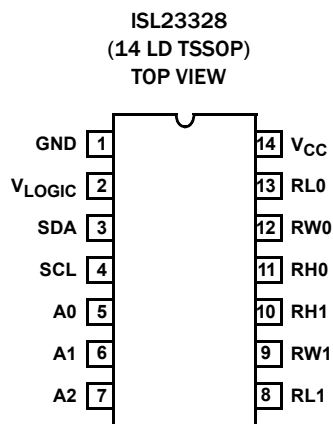 ISL23328
(14 LD TSSOP)
TOP VIEW
GND 1 14 VCC
VLOGIC 2 13 RL0
SDA 3 12 RW0
SCL 4 11 RH0
A0 5 10 RH1
A1 6 9 RW1
A2 7 8 RL1